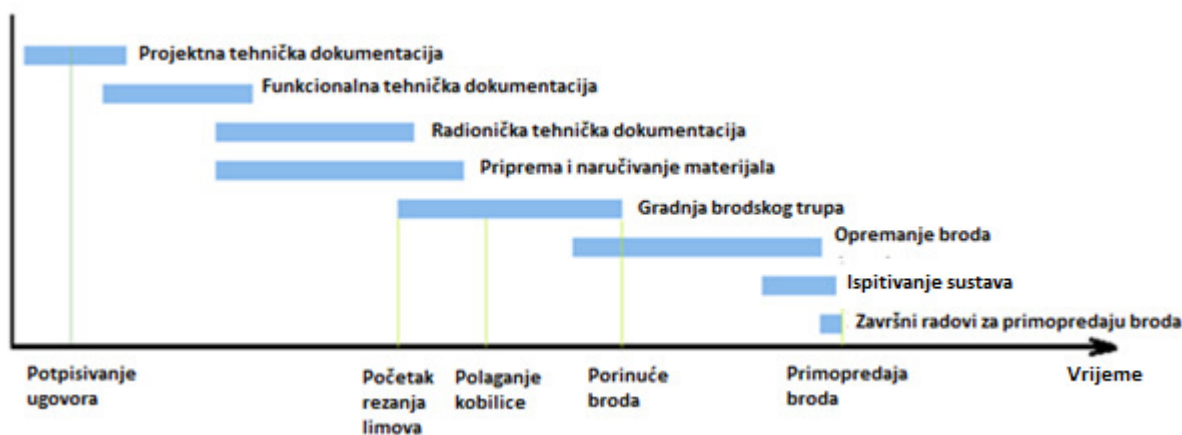 Projektna tehnička dokumentacija
Funkcionalna tehnička dokumentacija
Radionička tehnička dokumentacija
Priprema i naručivanje materijala
Gradnja brodskog trupa
Opremanje broda
Ispitivanje sustava
Završni radovi za primopredaju broda
Potpisivanje
ugovora
Početak
rezanja
limova
Polaganje
kobilice
Porinuće
broda
Primopredaja
broda
Vrijeme